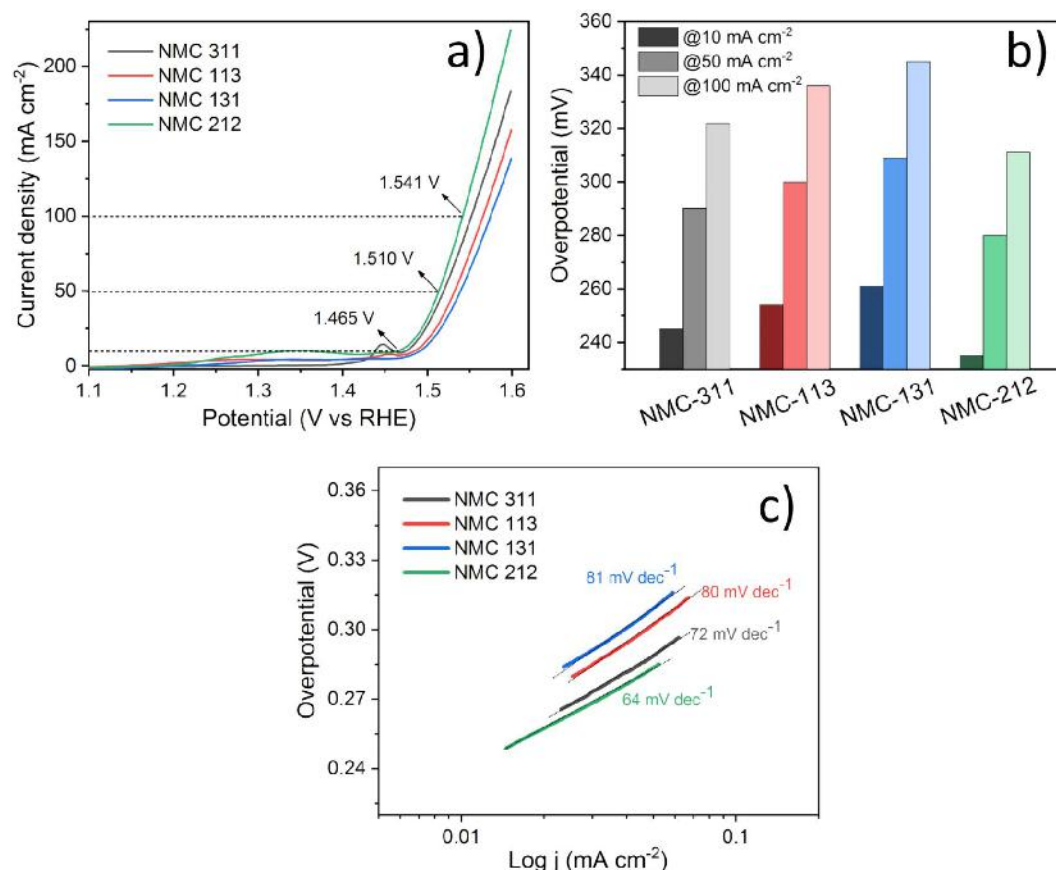 a)
NMC 311
NMC 113
NMC 131
NMC 212
1.541 V
1.510 V
1.465 V
200
150
100
50
0
Current density (mA cm⁻²)
1.1 1.2 1.3 1.4 1.5 1.6
Potential (V vs RHE)
b)
@10 mA cm⁻²
@50 mA cm⁻²
@100 mA cm⁻²
360
340
320
300
280
260
240
Overpotential (mV)
NMC-311 NMC-113 NMC-131 NMC-212
c)
NMC 311
NMC 113
NMC 131
NMC 212
81 mV dec⁻¹
80 mV dec⁻¹
72 mV dec⁻¹
64 mV dec⁻¹
0.36
0.33
0.30
0.27
0.24
Overpotential (V)
0.01 0.1
Log j (mA cm⁻²)